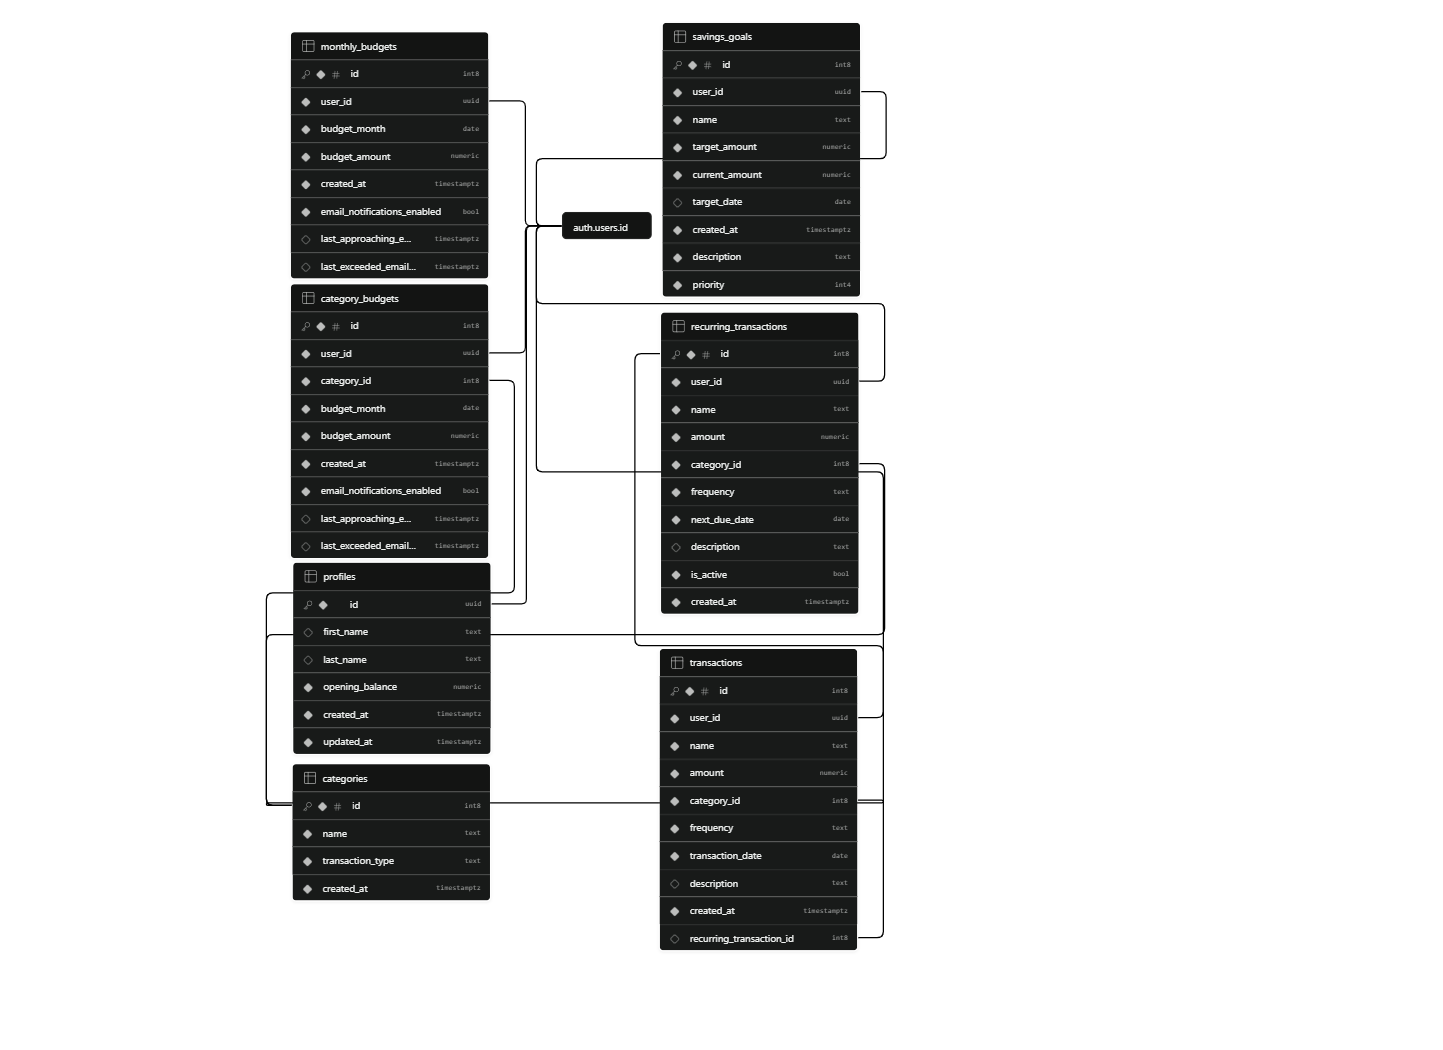 monthly_budgets
# id int8
user_id uuid
budget_month date
budget_amount numeric
created_at timestamptz
email_notifications_enabled bool
last_approaching_e... timestamptz
last_exceeded_email... timestamptz
category_budgets
# id int8
user_id uuid
category_id int8
budget_month date
budget_amount numeric
created_at timestamptz
email_notifications_enabled bool
last_approaching_e... timestamptz
last_exceeded_email... timestamptz
profiles
id uuid
first_name text
last_name text
opening_balance numeric
created_at timestamptz
updated_at timestamptz
categories
# id int8
name text
transaction_type text
created_at timestamptz
auth.users.id
savings_goals
# id int8
user_id uuid
name text
target_amount numeric
current_amount numeric
target_date date
created_at timestamptz
description text
priority int4
recurring_transactions
# id int8
user_id uuid
name text
amount numeric
category_id int8
frequency text
next_due_date date
description text
is_active bool
created_at timestamptz
transactions
# id int8
user_id uuid
name text
amount numeric
category_id int8
frequency text
transaction_date date
description text
created_at timestamptz
recurring_transaction_id int8